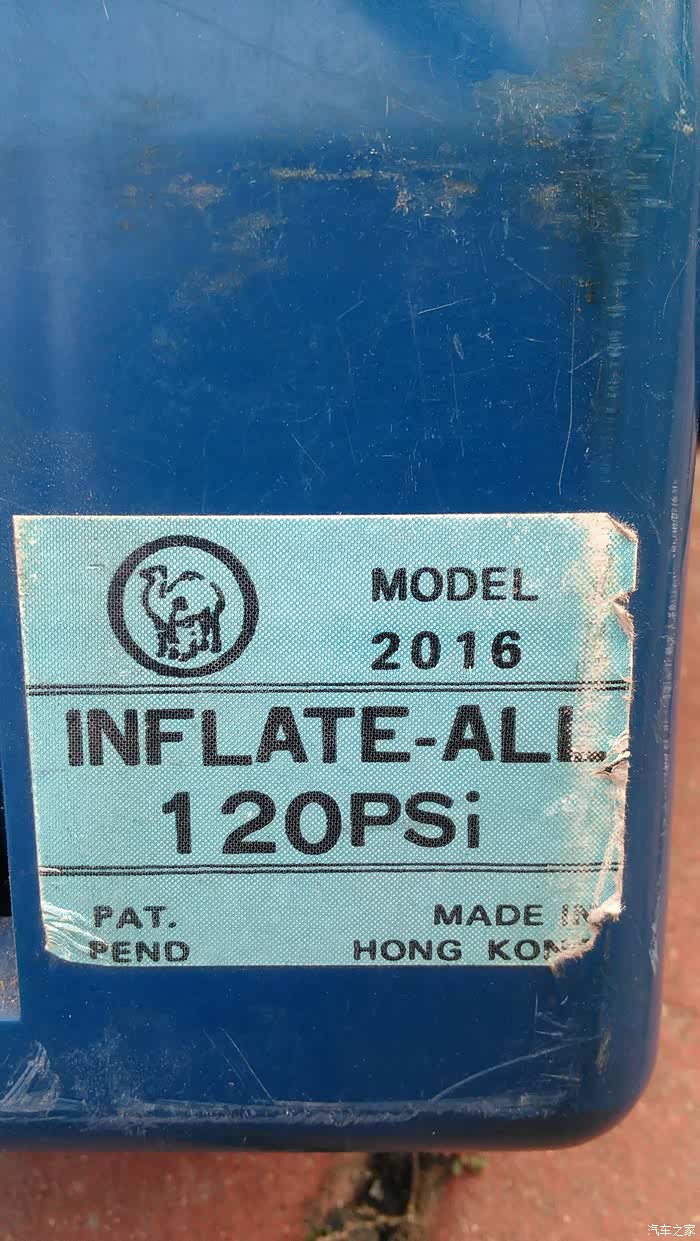 MODEL
2016
INFLATE-ALL
120PSi
PAT.
PEND
MADE IN
HONG KONG
汽车之家